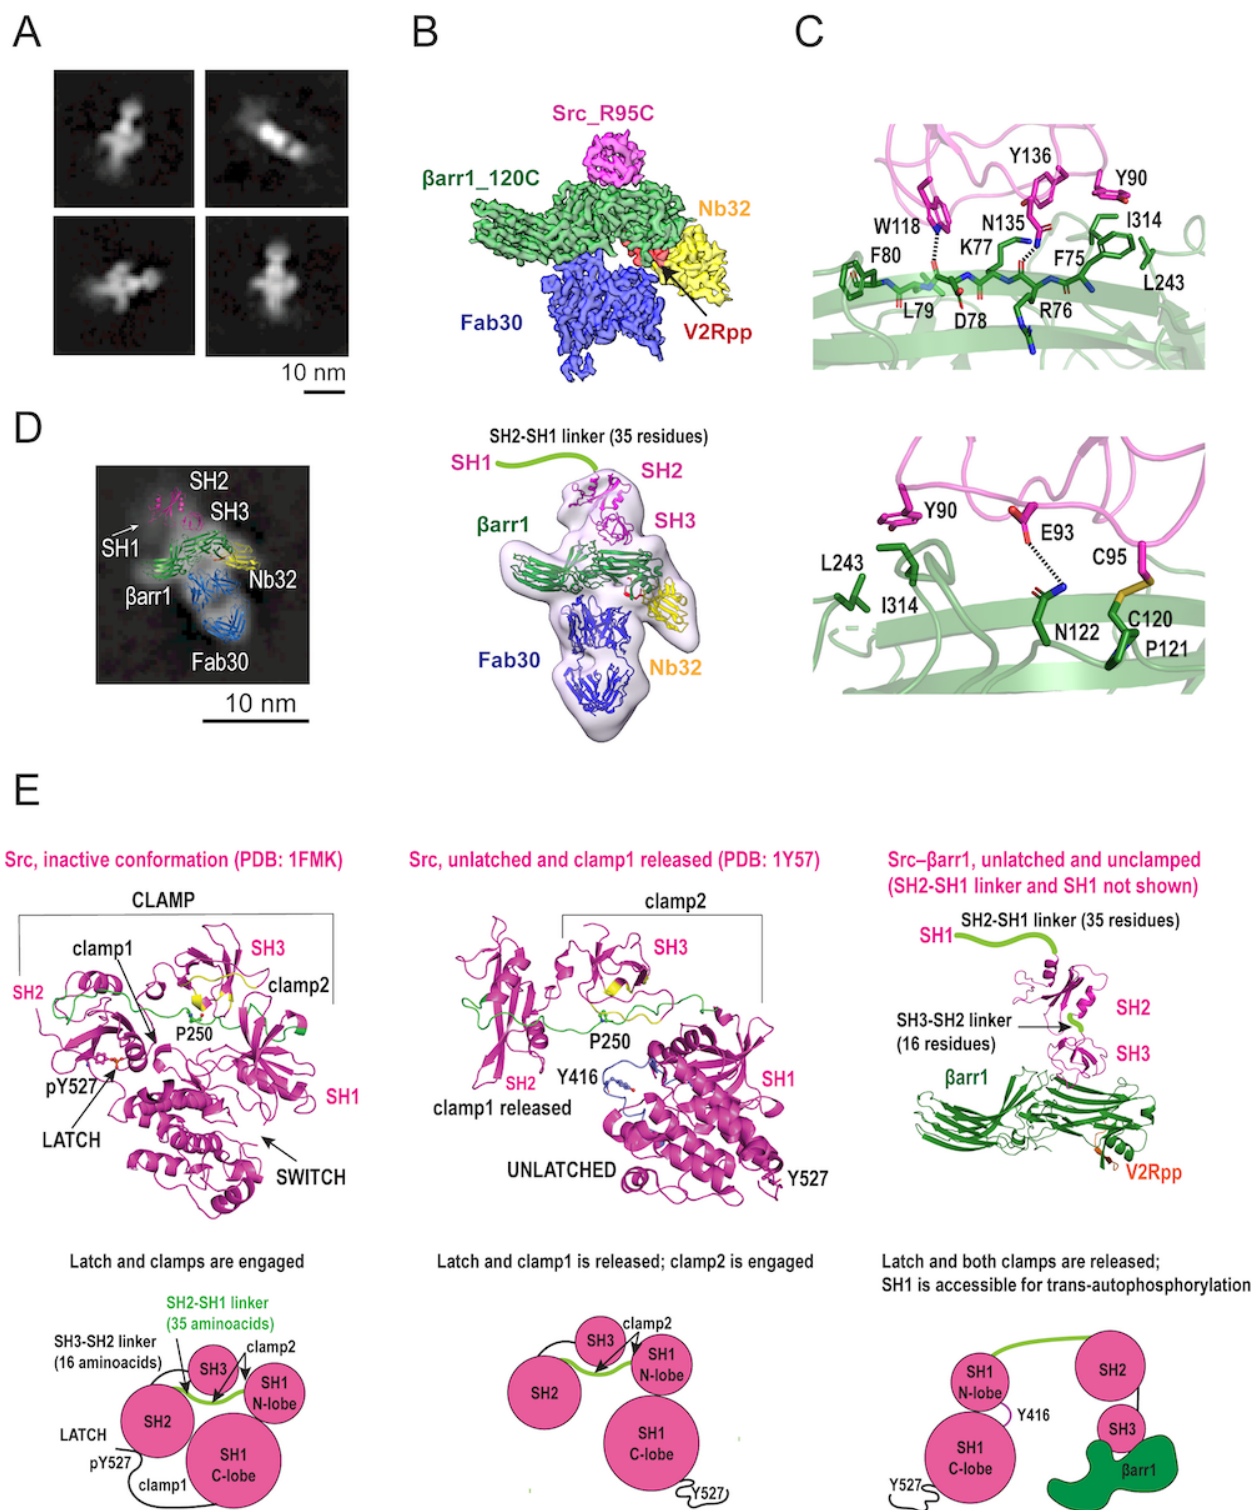 A
B
C
10 nm
Src_R95C
βarr1_120C
Nb32
Fab30
V2Rpp
Y136
Y90
W118
N135
I314
F80
K77
F75
L243
L79
D78
R76
Y90
E93
C95
L243
I314
C120
N122
P121
D
SH2
SH3
SH1
Nb32
βarr1
Fab30
10 nm
SH2-SH1 linker (35 residues)
SH1
SH2
βarr1
SH3
Fab30
Nb32
E
Src, inactive conformation (PDB: 1FMK)
CLAMP
clamp1
SH3
SH2
clamp2
P250
pY527
SH1
LATCH
SWITCH
Latch and clamps are engaged
SH2-SH1 linker
(35 aminoacids)
SH3-SH2 linker
(16 aminoacids)
clamp2
SH3
SH1
N-lobe
SH2
LATCH
pY527
SH1
C-lobe
clamp1
Src, unlatched and clamp1 released (PDB: 1Y57)
clamp2
SH3
P250
Y416
SH2
SH1
clamp1 released
UNLATCHED
Y527
Latch and clamp1 is released; clamp2 is engaged
SH3
clamp2
SH1
N-lobe
SH2
SH1
C-lobe
Y527
Src–βarr1, unlatched and unclamped
(SH2-SH1 linker and SH1 not shown)
SH2-SH1 linker (35 residues)
SH1
SH2
SH3-SH2 linker
(16 residues)
SH3
βarr1
V2Rpp
Latch and both clamps are released;
SH1 is accessible for trans-autophosphorylation
SH1
N-lobe
SH2
Y416
SH3
SH1
C-lobe
βarr1
Y527